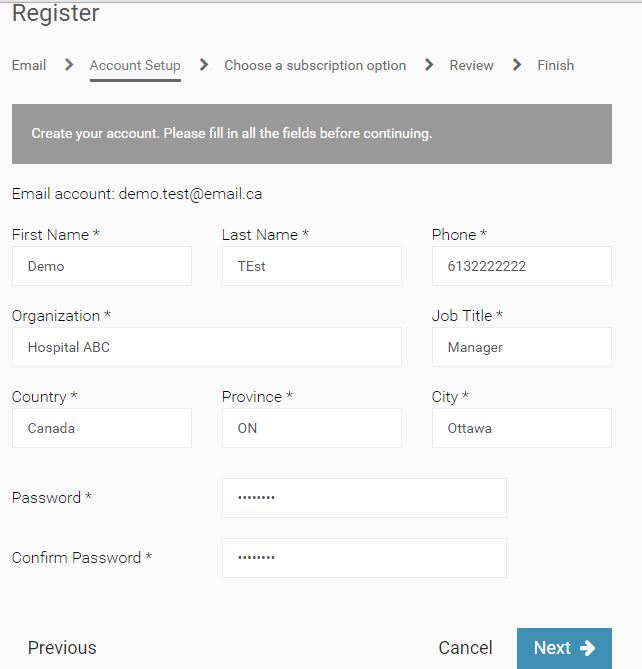 Register
Email > Account Setup > Choose a subscription option > Review > Finish
Create your account. Please fill in all the fields before continuing.
Email account: demo.test@email.ca
First Name * Last Name * Phone *
Demo TEst 6132222222
Organization * Job Title *
Hospital ABC Manager
Country * Province * City *
Canada ON Ottawa
Password * ••••••••
Confirm Password * ••••••••
Previous Cancel Next →